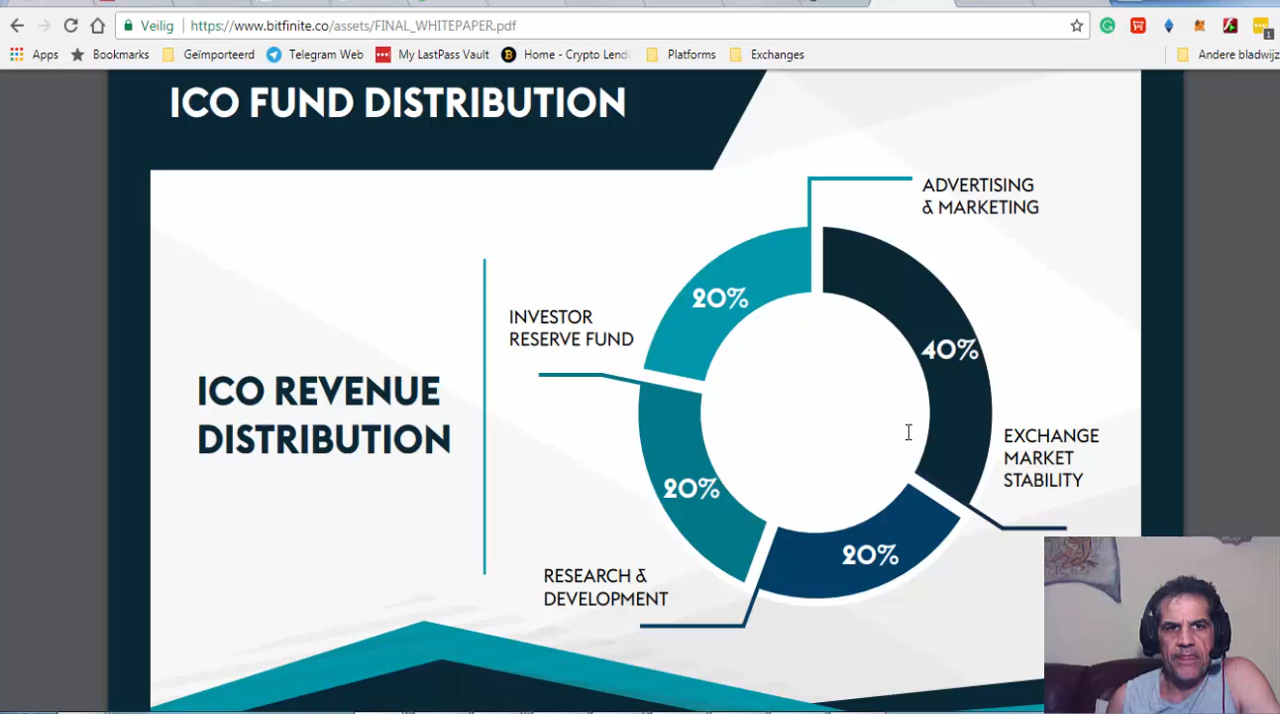 Veilig
https://www.bitfinite.co/assets/FINAL_WHITEPAPER.pdf
Apps
Bookmarks
Geïmporteerd
Telegram Web
My LastPass Vault
Home - Crypto Lendi
Platforms
Exchanges
Andere bladwijz
1
ICO FUND DISTRIBUTION
ADVERTISING
& MARKETING
20%
INVESTOR
RESERVE FUND
40%
ICO REVENUE
DISTRIBUTION
EXCHANGE
MARKET
STABILITY
20%
20%
RESEARCH &
DEVELOPMENT